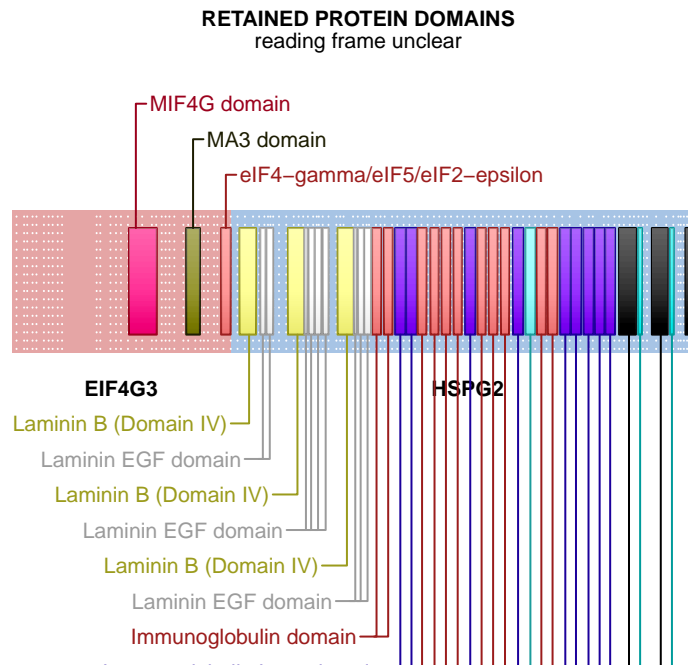 RETAINED PROTEIN DOMAINS
reading frame unclear
MIF4G domain
MA3 domain
eIF4−gamma/eIF5/eIF2−epsilon
EIF4G3
HSPG2
Laminin B (Domain IV)
Laminin EGF domain
Laminin B (Domain IV)
Laminin EGF domain
Laminin B (Domain IV)
Laminin EGF domain
Immunoglobulin domain